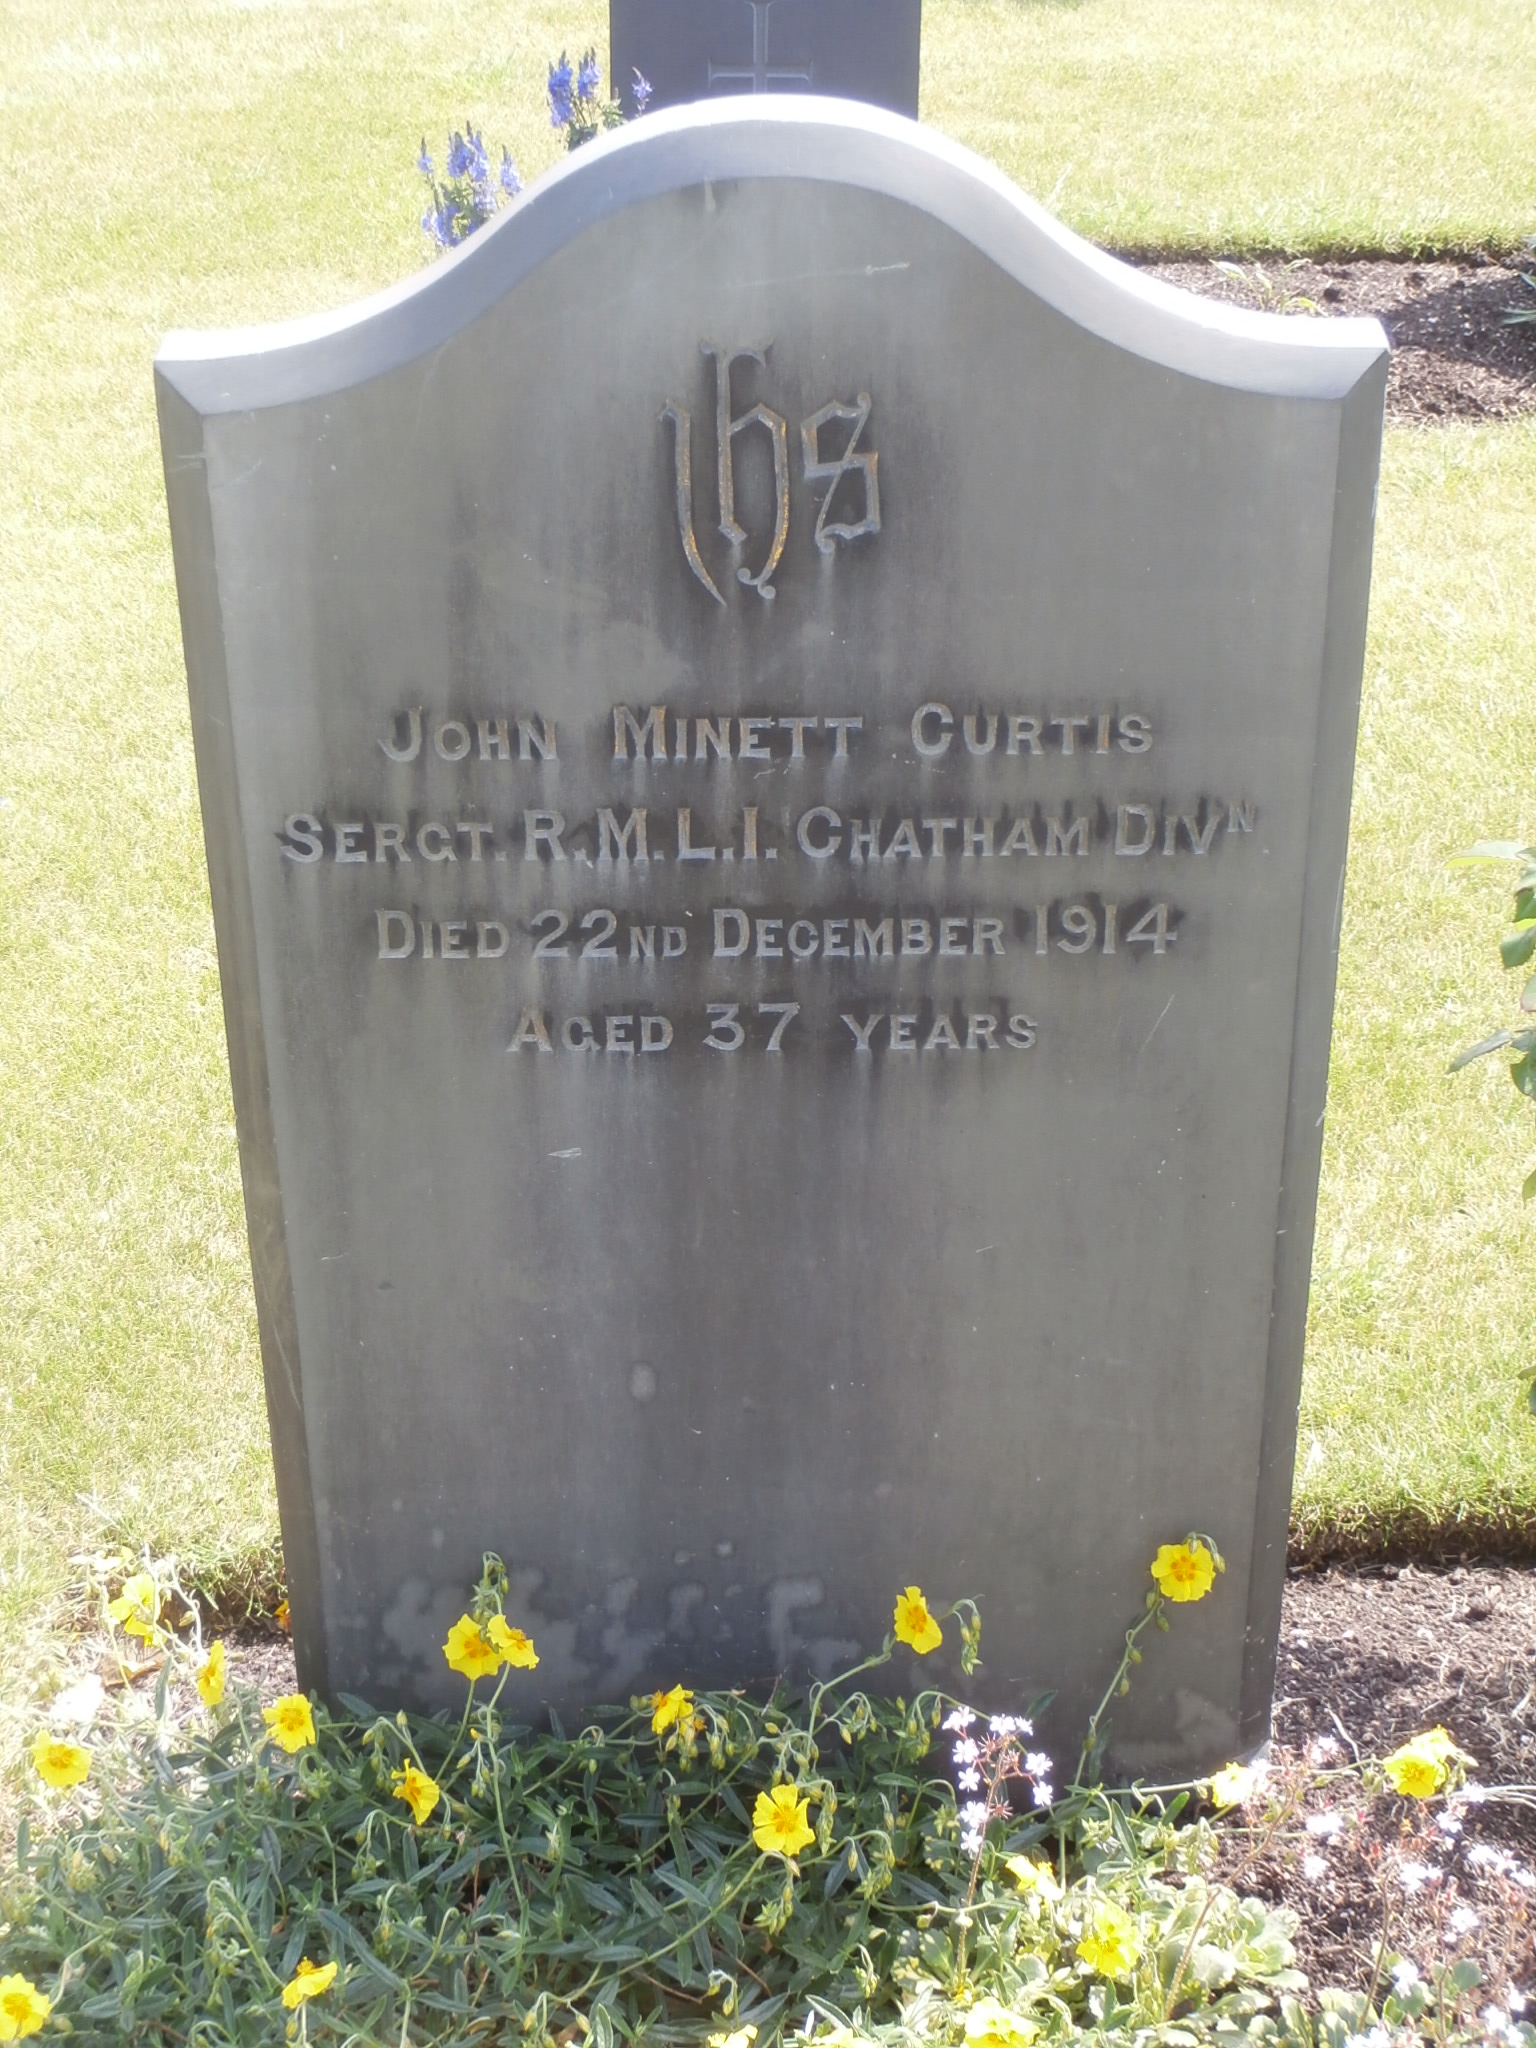 ihs
JOHN MINETT CURTIS
SERGT. R.M.L.I. CHATHAM DIVN.
DIED 22ND DECEMBER 1914
AGED 37 YEARS